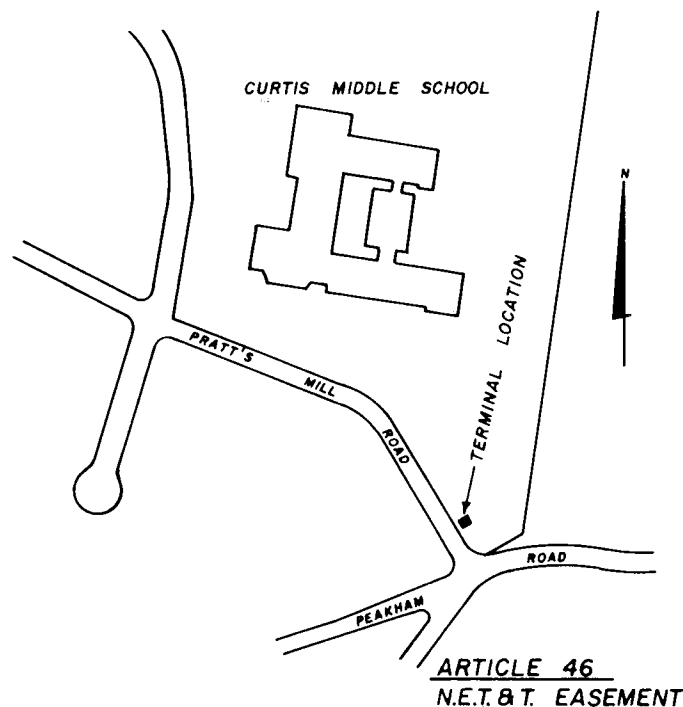 CURTIS MIDDLE SCHOOL
N
TERMINAL LOCATION
PRATT'S MILL ROAD
PEAKHAM ROAD
ARTICLE 46
N.E.T. & T. EASEMENT